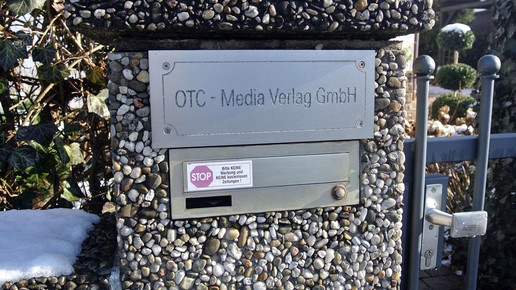 OTC - Media Verlag GmbH
STOP
Bitte KEINE
Werbung und
KEINE kostenlosen
Zeitungen !